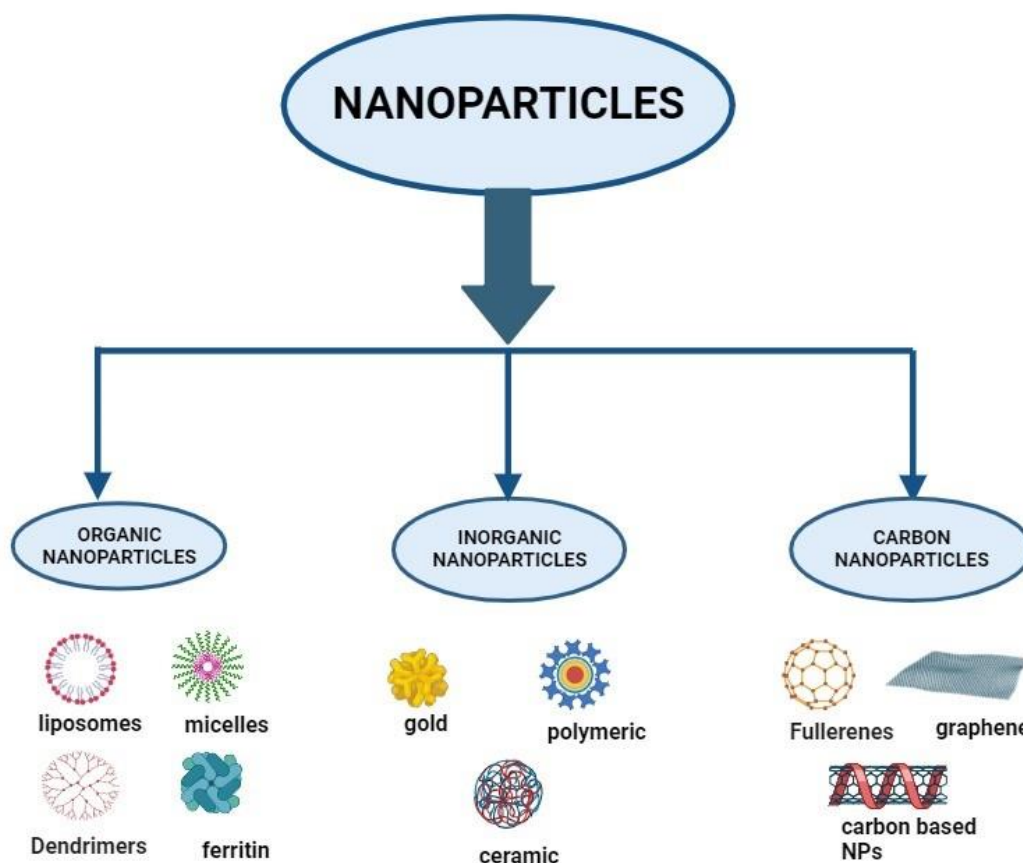 NANOPARTICLES
ORGANIC
NANOPARTICLES
INORGANIC
NANOPARTICLES
CARBON
NANOPARTICLES
liposomes
micelles
gold
polymeric
Fullerenes
graphene
Dendrimers
ferritin
ceramic
carbon based
NPs